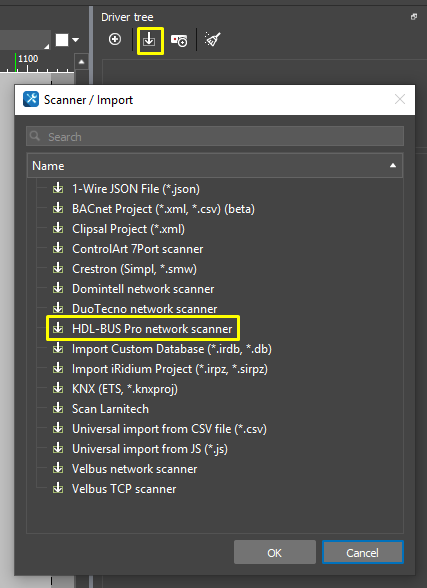 Driver tree
1100
Scanner / Import
Search
Name
1-Wire JSON File (*.json)
BACnet Project (*.xml, *.csv) (beta)
Clipsal Project (*.xml)
ControlArt 7Port scanner
Crestron (Simpl, *.smw)
Domintell network scanner
DuoTecno network scanner
HDL-BUS Pro network scanner
Import Custom Database (*.irdb, *.db)
Import iRidium Project (*.irpz, *.sirpz)
KNX (ETS, *.knxproj)
Scan Larnitech
Universal import from CSV file (*.csv)
Universal import from JS (*.js)
Velbus network scanner
Velbus TCP scanner
OK
Cancel